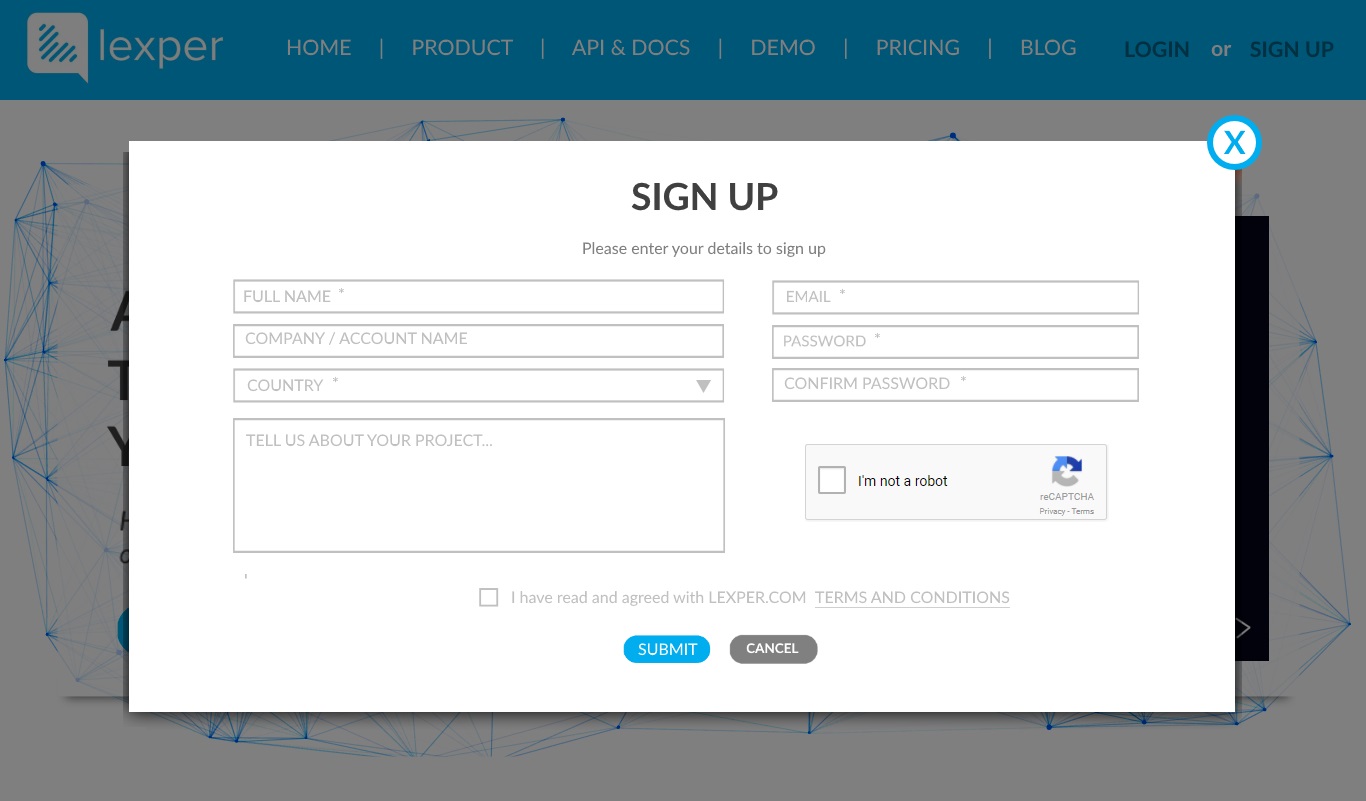 lexper
HOME | PRODUCT | API & DOCS | DEMO | PRICING | BLOG LOGIN or SIGN UP
X
SIGN UP
Please enter your details to sign up
FULL NAME *
EMAIL *
COMPANY / ACCOUNT NAME
PASSWORD *
COUNTRY *
CONFIRM PASSWORD *
TELL US ABOUT YOUR PROJECT...
I'm not a robot
reCAPTCHA
Privacy - Terms
I have read and agreed with LEXPER.COM TERMS AND CONDITIONS
SUBMIT CANCEL